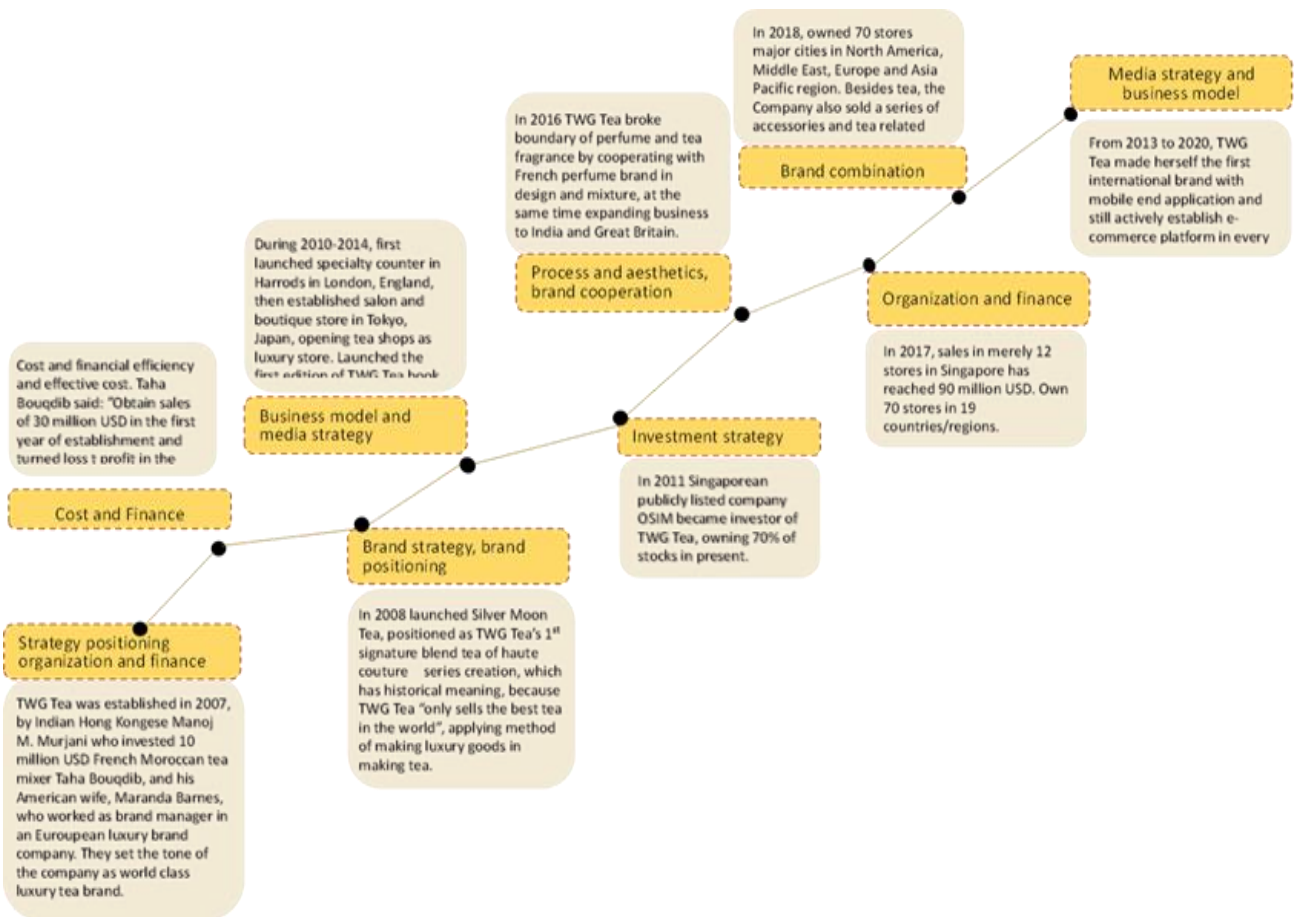 In 2018, owned 70 stores
major cities in North America,
Middle East, Europe and Asia
Pacific region. Besides tea, the
Company also sold a series of
accessories and tea related
Brand combination
Media strategy and
business model
From 2013 to 2020, TWG
Tea made herself the first
international brand with
mobile end application and
still actively establish e-
commerce platform in every
In 2016 TWG Tea broke
boundary of perfume and tea
fragrance by cooperating with
French perfume brand in
design and mixture, at the
same time expanding business
to India and Great Britain.
Process and aesthetics,
brand cooperation
Organization and finance
In 2017, sales in merely 12
stores in Singapore has
reached 90 million USD. Own
70 stores in 19
countries/regions.
During 2010-2014, first
launched specialty counter in
Harrods in London, England,
then established salon and
boutique store in Tokyo,
Japan, opening tea shops as
luxury store. Launched the
first edition of TWG Tea book
Business model and
media strategy
Investment strategy
In 2011 Singaporean
publicly listed company
OSIM became investor of
TWG Tea, owning 70% of
stocks in present.
Cost and financial efficiency
and effective cost. Taha
Bouqdib said: "Obtain sales
of 30 million USD in the first
year of establishment and
turned loss t profit in the
Cost and Finance
Brand strategy, brand
positioning
In 2008 launched Silver Moon
Tea, positioned as TWG Tea's 1st
signature blend tea of haute
couture series creation, which
has historical meaning, because
TWG Tea "only sells the best tea
in the world", applying method
of making luxury goods in
making tea.
Strategy positioning
organization and finance
TWG Tea was established in 2007,
by Indian Hong Kongese Manoj
M. Murjani who invested 10
million USD French Moroccan tea
mixer Taha Bouqdib, and his
American wife, Maranda Barnes,
who worked as brand manager in
an Euroupean luxury brand
company. They set the tone of
the company as world class
luxury tea brand.